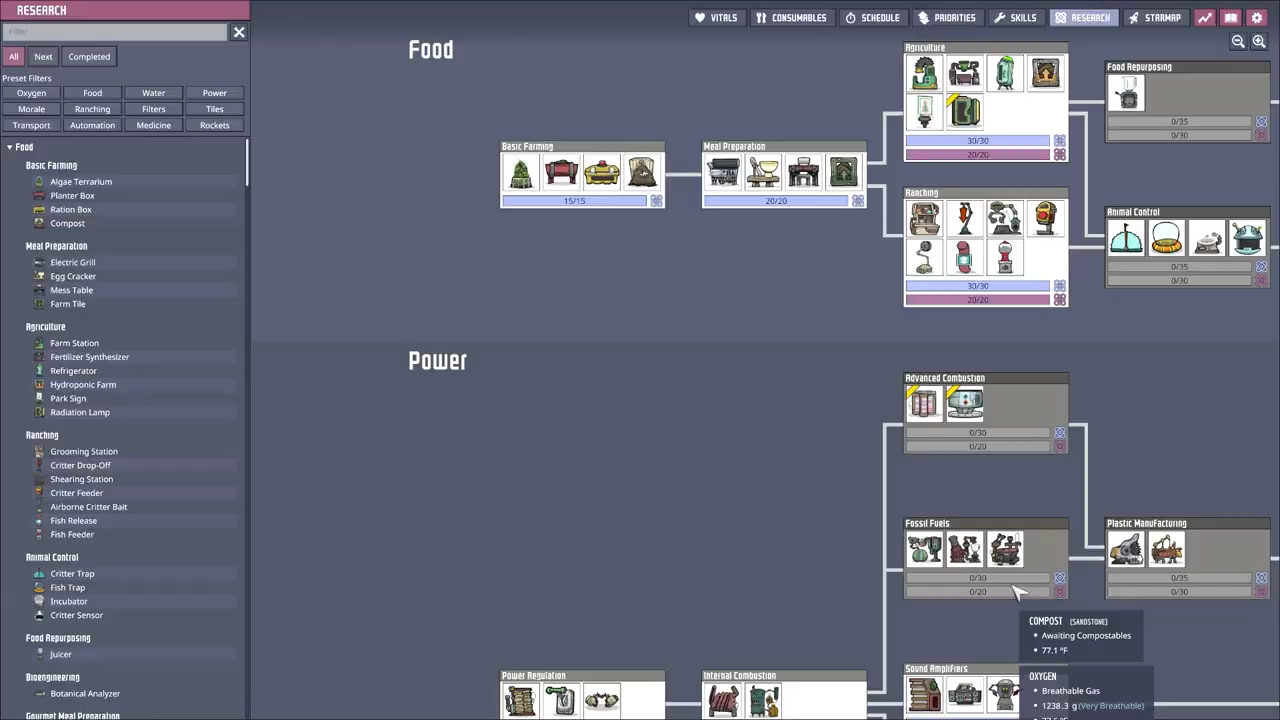 RESEARCH
VITALS
CONSUMABLES
SCHEDULE
PRIORITIES
SKILLS
RESEARCH
STARMAP
Filter
All
Next
Completed
Preset Filters
Oxygen
Food
Water
Power
Morale
Ranching
Filters
Transport
Automation
Medicine
Rockets
Food
Basic Farming
Algae Terrarium
Planter Box
Ration Box
Compost
Meal Preparation
Electric Grill
Egg Cracker
Mess Table
Farm Tile
Agriculture
Farm Station
Fertilizer Synthesizer
Refrigerator
Hydroponic Farm
Park Sign
Radiation Lamp
Ranching
Grooming Station
Critter Drop-Off
Shearing Station
Critter Feeder
Airborne Critter Bait
Fish Release
Fish Feeder
Animal Control
Critter Trap
Fish Trap
Incubator
Critter Sensor
Food Repurposing
Juicer
Bioengineering
Botanical Analyzer
Gourmet Meal Preparation
Food
Basic Farming
15/15
Meal Preparation
20/20
Agriculture
30/30
20/20
Ranching
30/30
20/20
Food Repurposing
0/35
0/30
Animal Control
0/35
0/30
Power
Advanced Combustion
0/30
0/20
Fossil Fuels
0/30
0/20
Plastic Manufacturing
0/35
0/30
Power Regulation
Internal Combustion
Sound Amplifiers
COMPOST (SANDSTONE)
• Awaiting Compostables
• 77.1 °F
OXYGEN
• Breathable Gas
• 1238.3 g (Very Breathable)